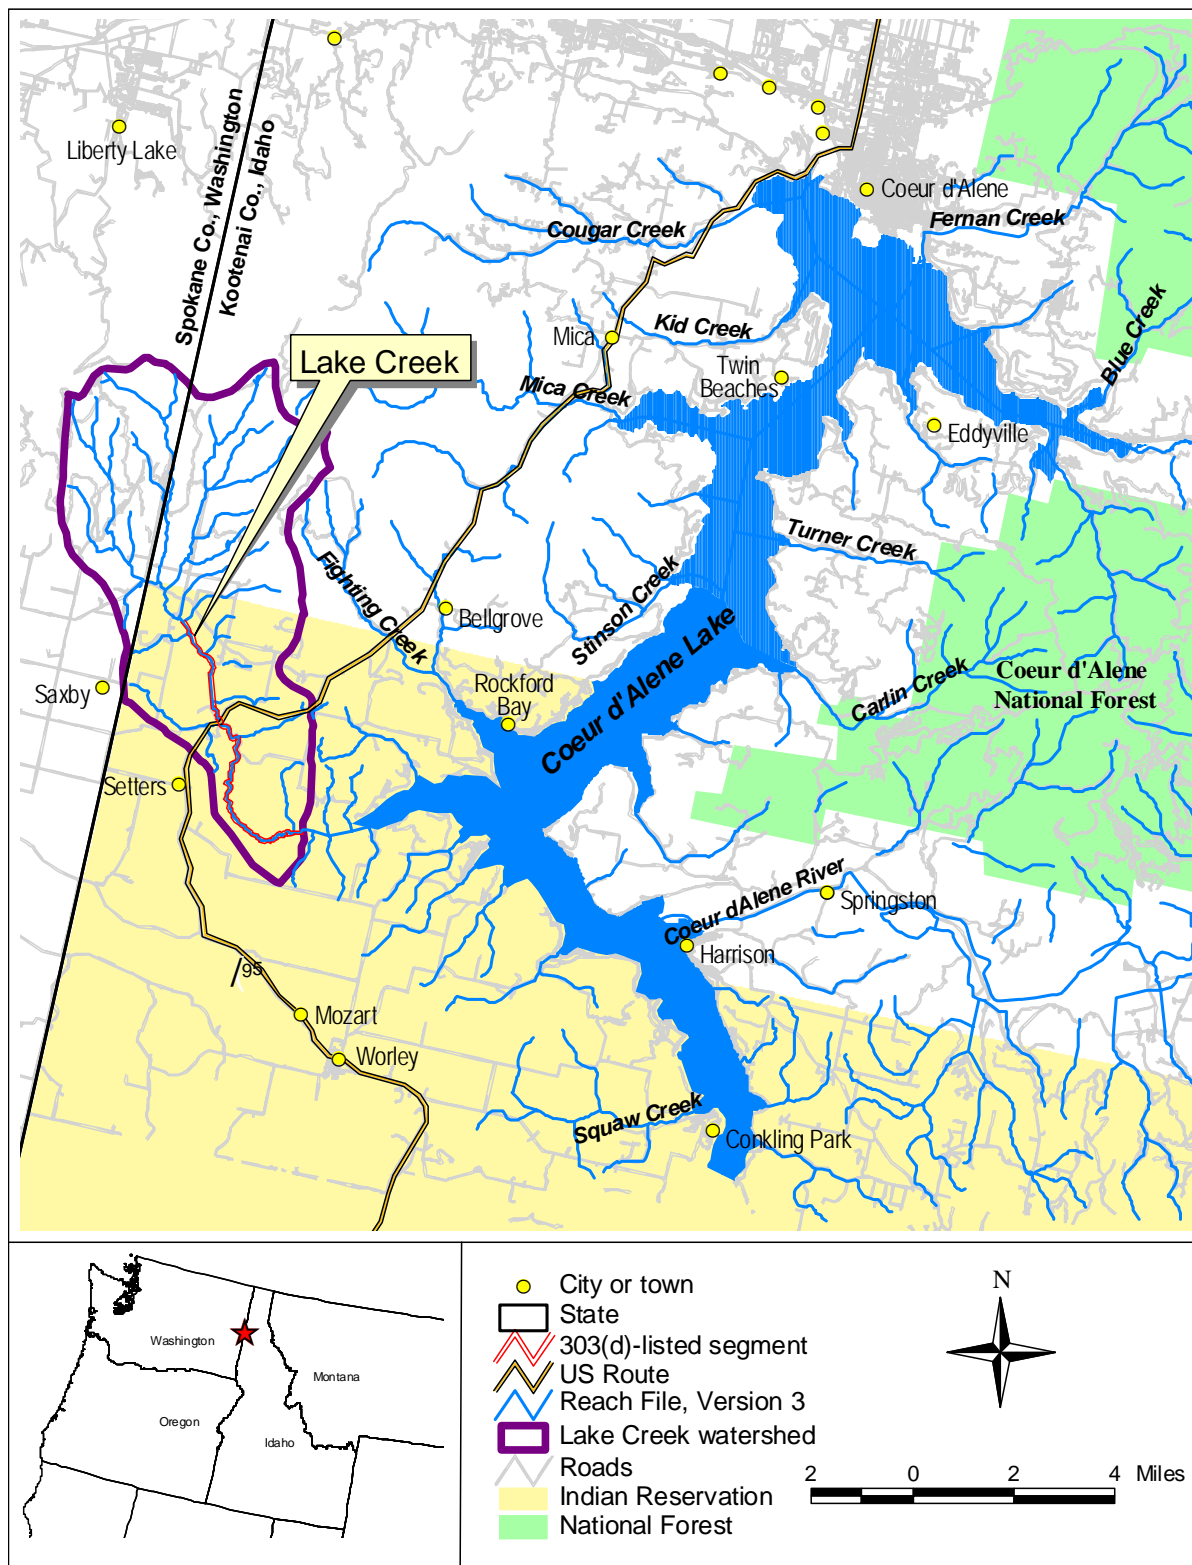 Liberty Lake
Spokane Co., Washington
Kootenai Co., Idaho
Coeur d'Alene
Fernan Creek
Cougar Creek
Blue Creek
Kid Creek
Mica
Lake Creek
Twin
Beaches
Mica Creek
Eddyville
Turner Creek
Fighting Creek
Stinson Creek
Bellgrove
Coeur d'Alene Lake
Carlin Creek
Coeur d'Alene
National Forest
Saxby
Rockford
Bay
Setters
Coeur dAlene River
Springston
Harrison
95
Mozart
Worley
Squaw Creek
Conkling Park
Washington
Montana
Oregon
Idaho
City or town
State
303(d)-listed segment
US Route
Reach File, Version 3
Lake Creek watershed
Roads
Indian Reservation
National Forest
N
2 0 2 4 Miles